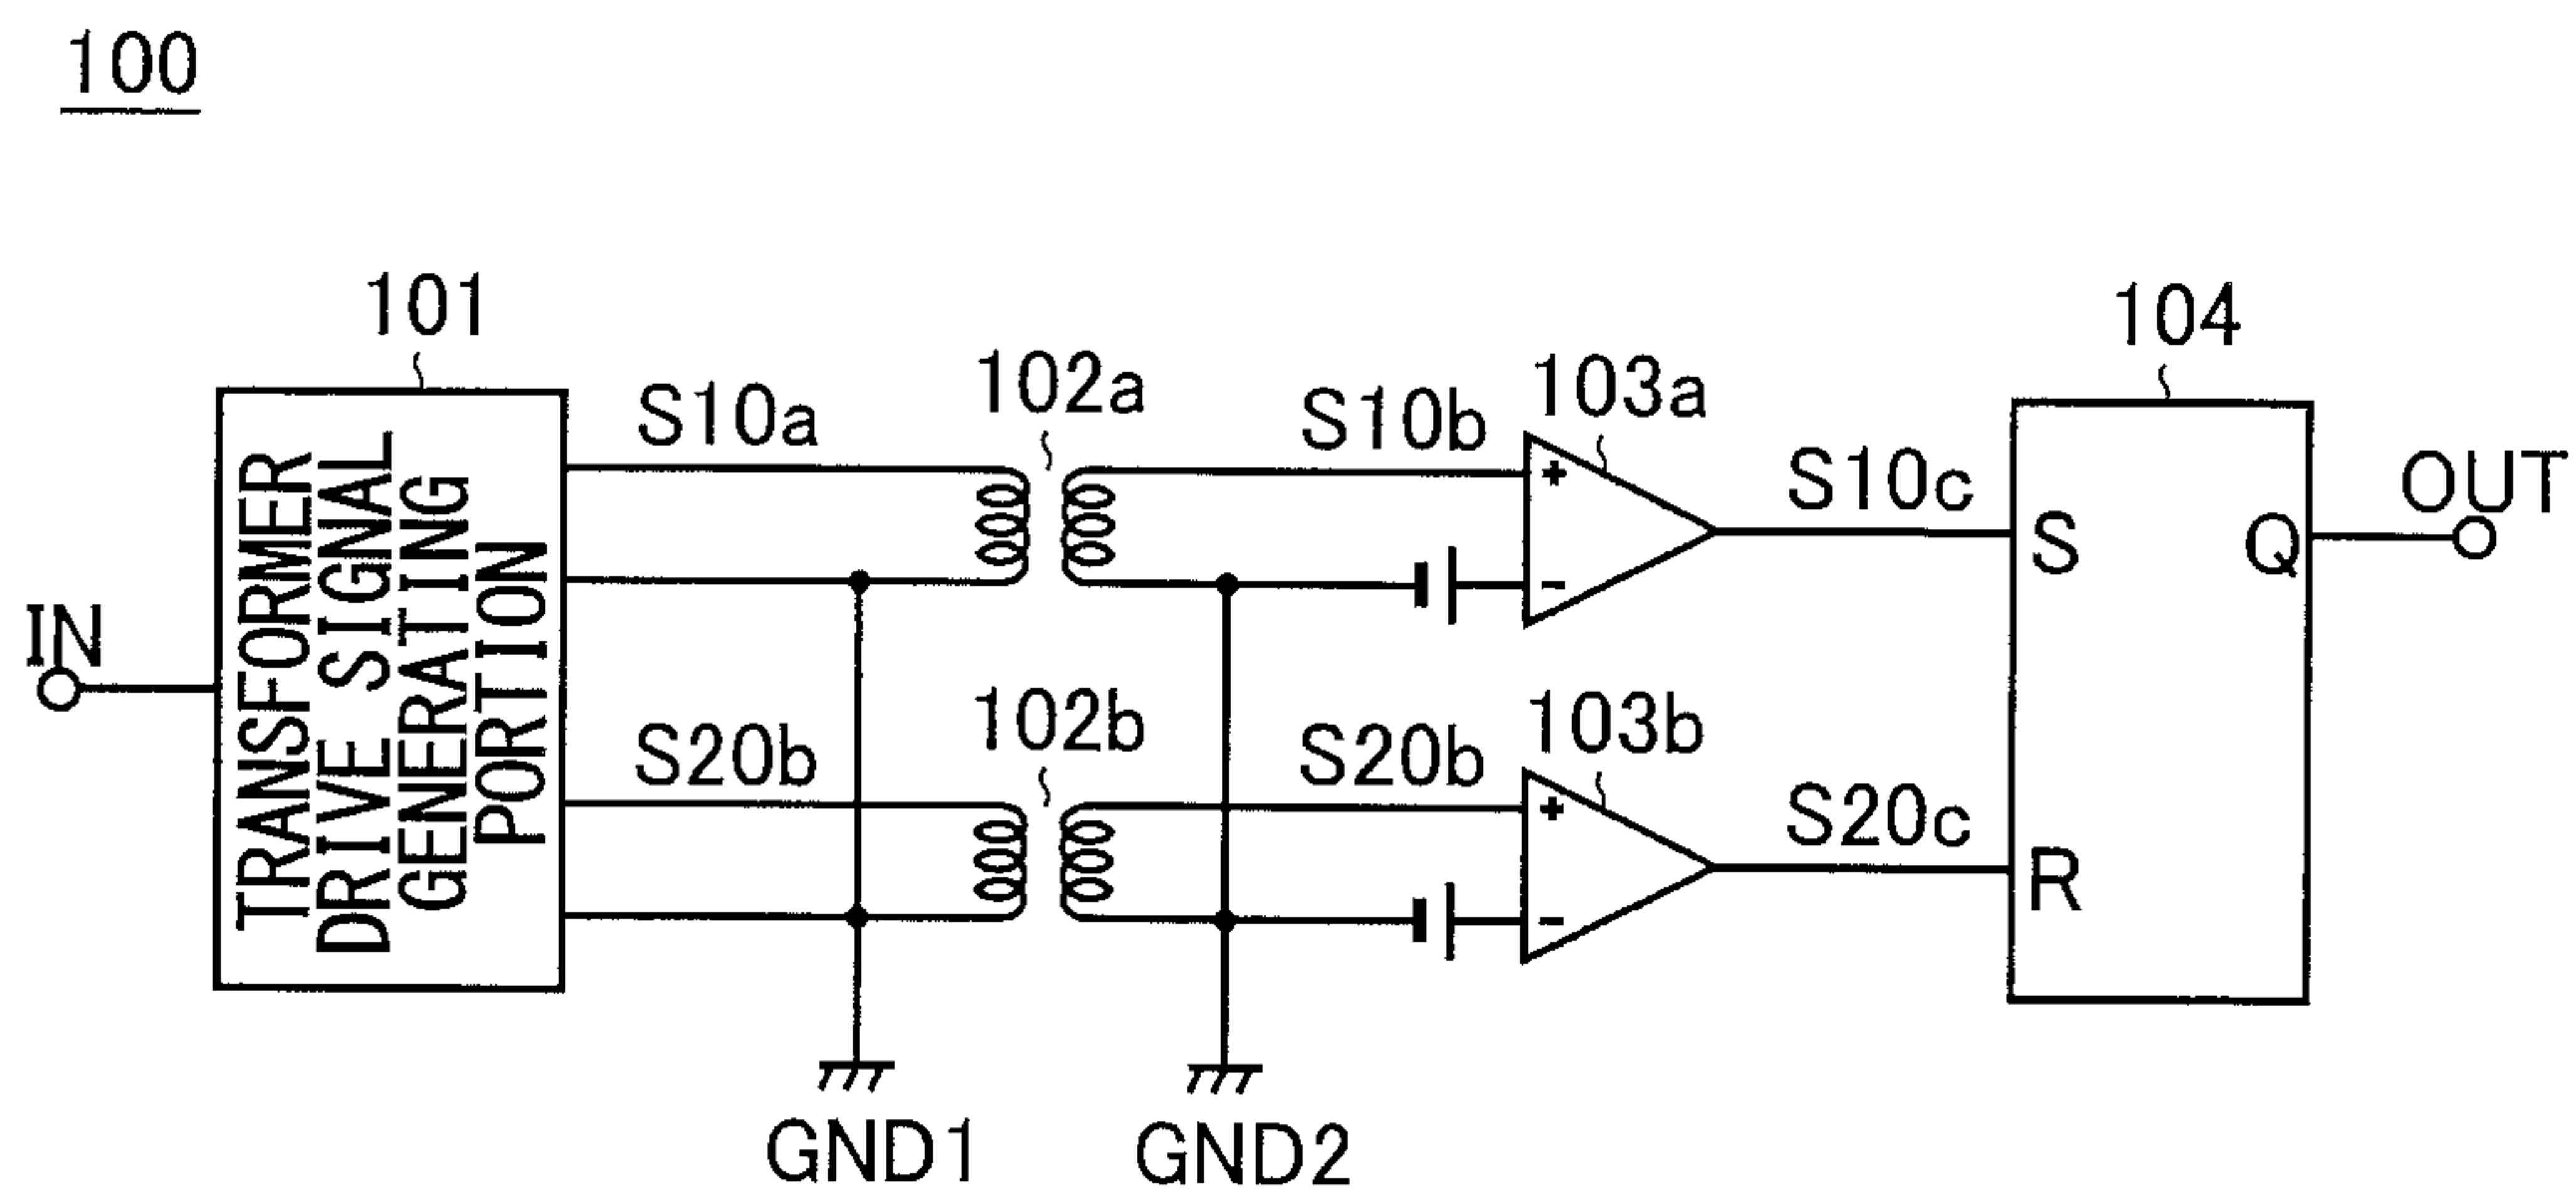 100
101
102a
103a
104
S10a
S10b
S10c
IN
TRANSFORMER
DRIVE SIGNAL
GENERATING
PORTION
+
-
S
Q
OUT
102b
103b
S20b
S20b
S20c
+
-
R
GND1
GND2